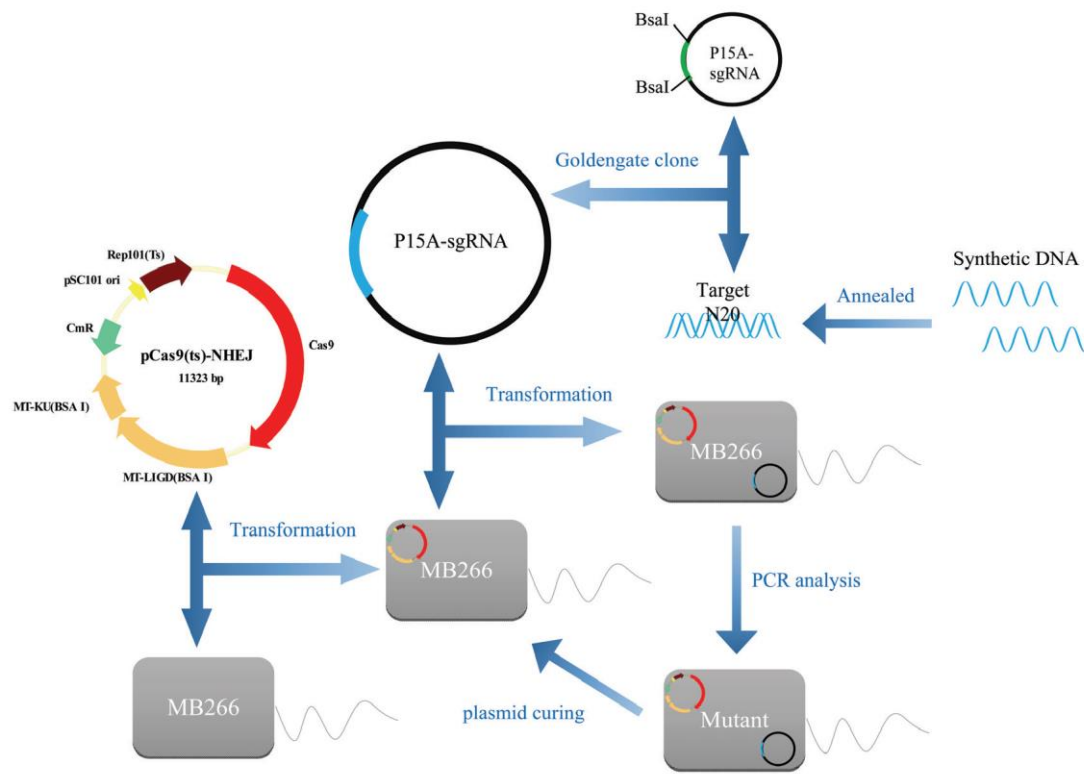 BsaI
P15A-
sgRNA
BsaI
Goldengate clone
P15A-sgRNA
Rep101(Ts)
pSC101 ori
CmR
pCas9(ts)-NHEJ
11323 bp
Cas9
MT-KU(BSA I)
MT-LIGD(BSA I)
Target
N20
Synthetic DNA
Annealed
Transformation
MB266
Transformation
MB266
PCR analysis
MB266
plasmid curing
Mutant